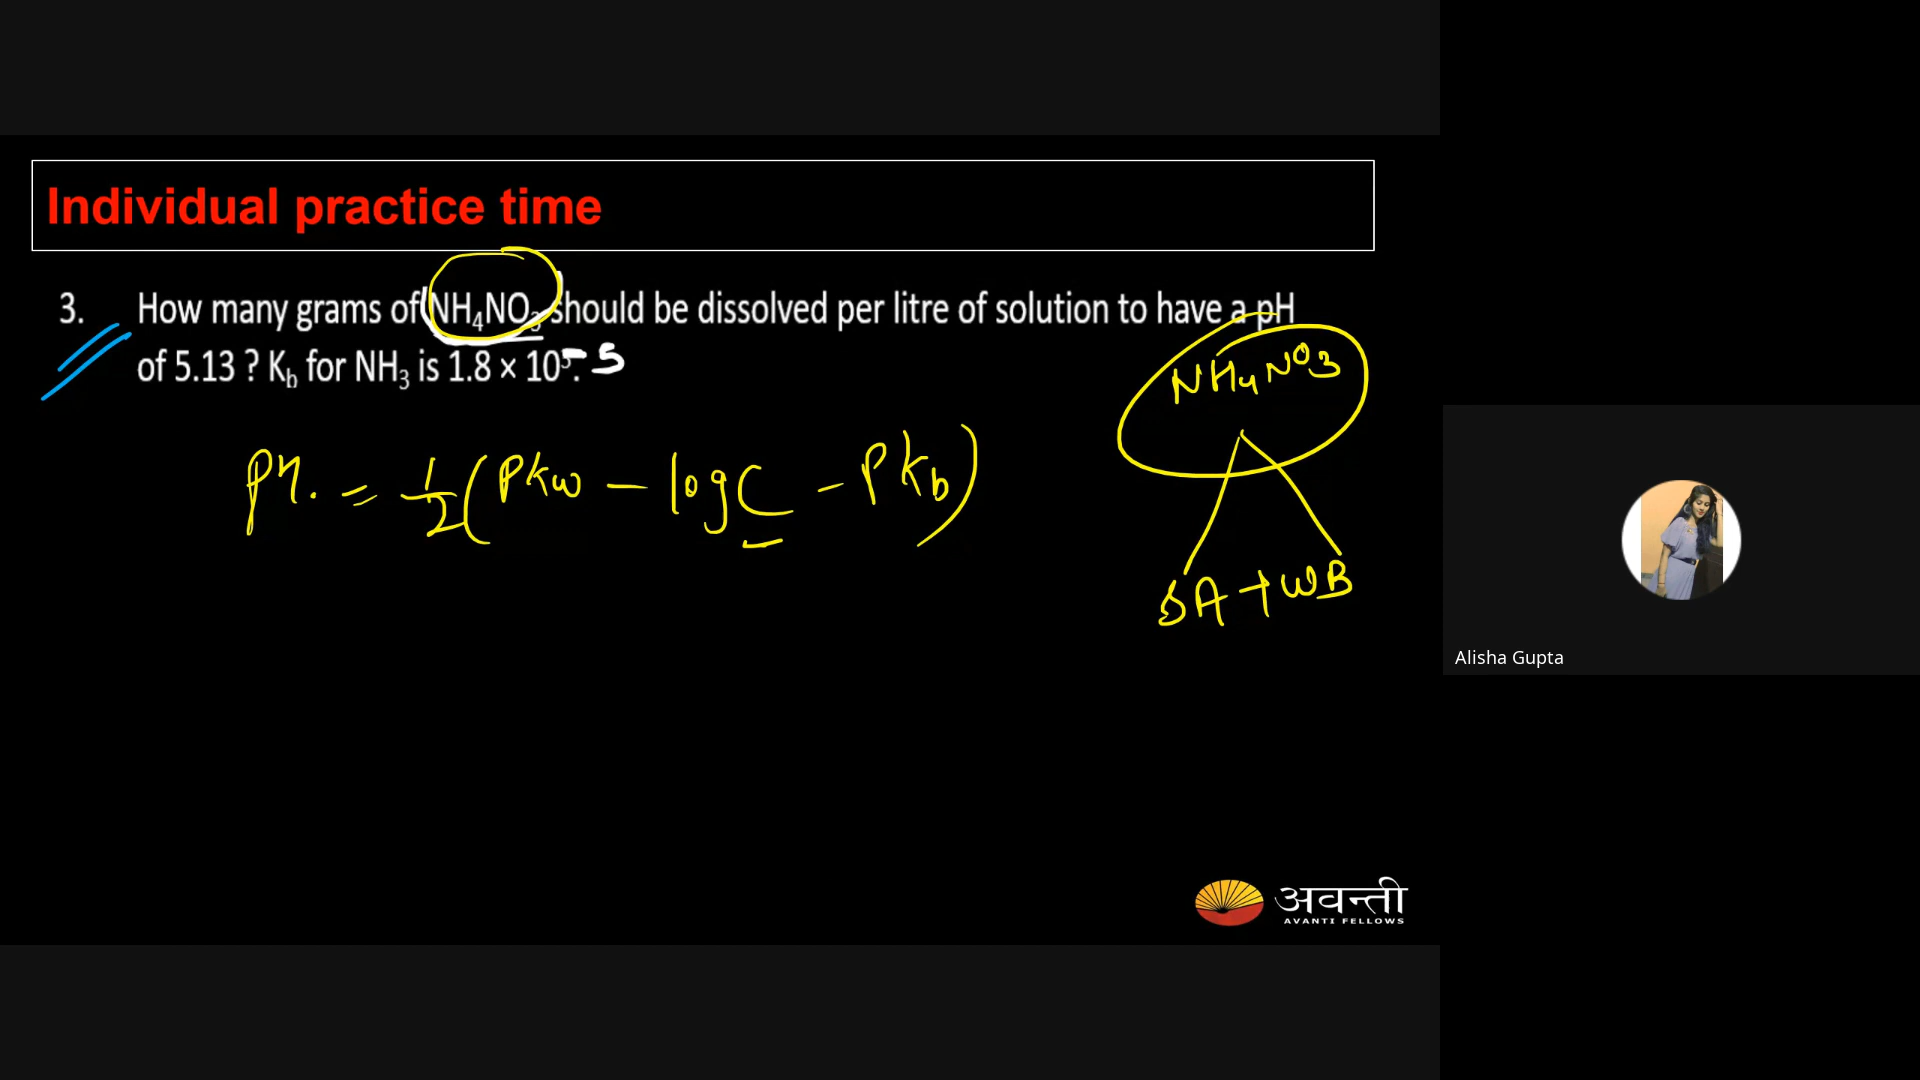 Individual practice time
3. How many grams of NH₄NO₃ should be dissolved per litre of solution to have a pH
of 5.13 ? K_b for NH₃ is 1.8 × 10⁻⁵. -5
NH₄NO₃
pH. = 1/2 (Pkw - log C - Pk_b)
SA + WB
Alisha Gupta
अवन्ती
AVANTI FELLOWS